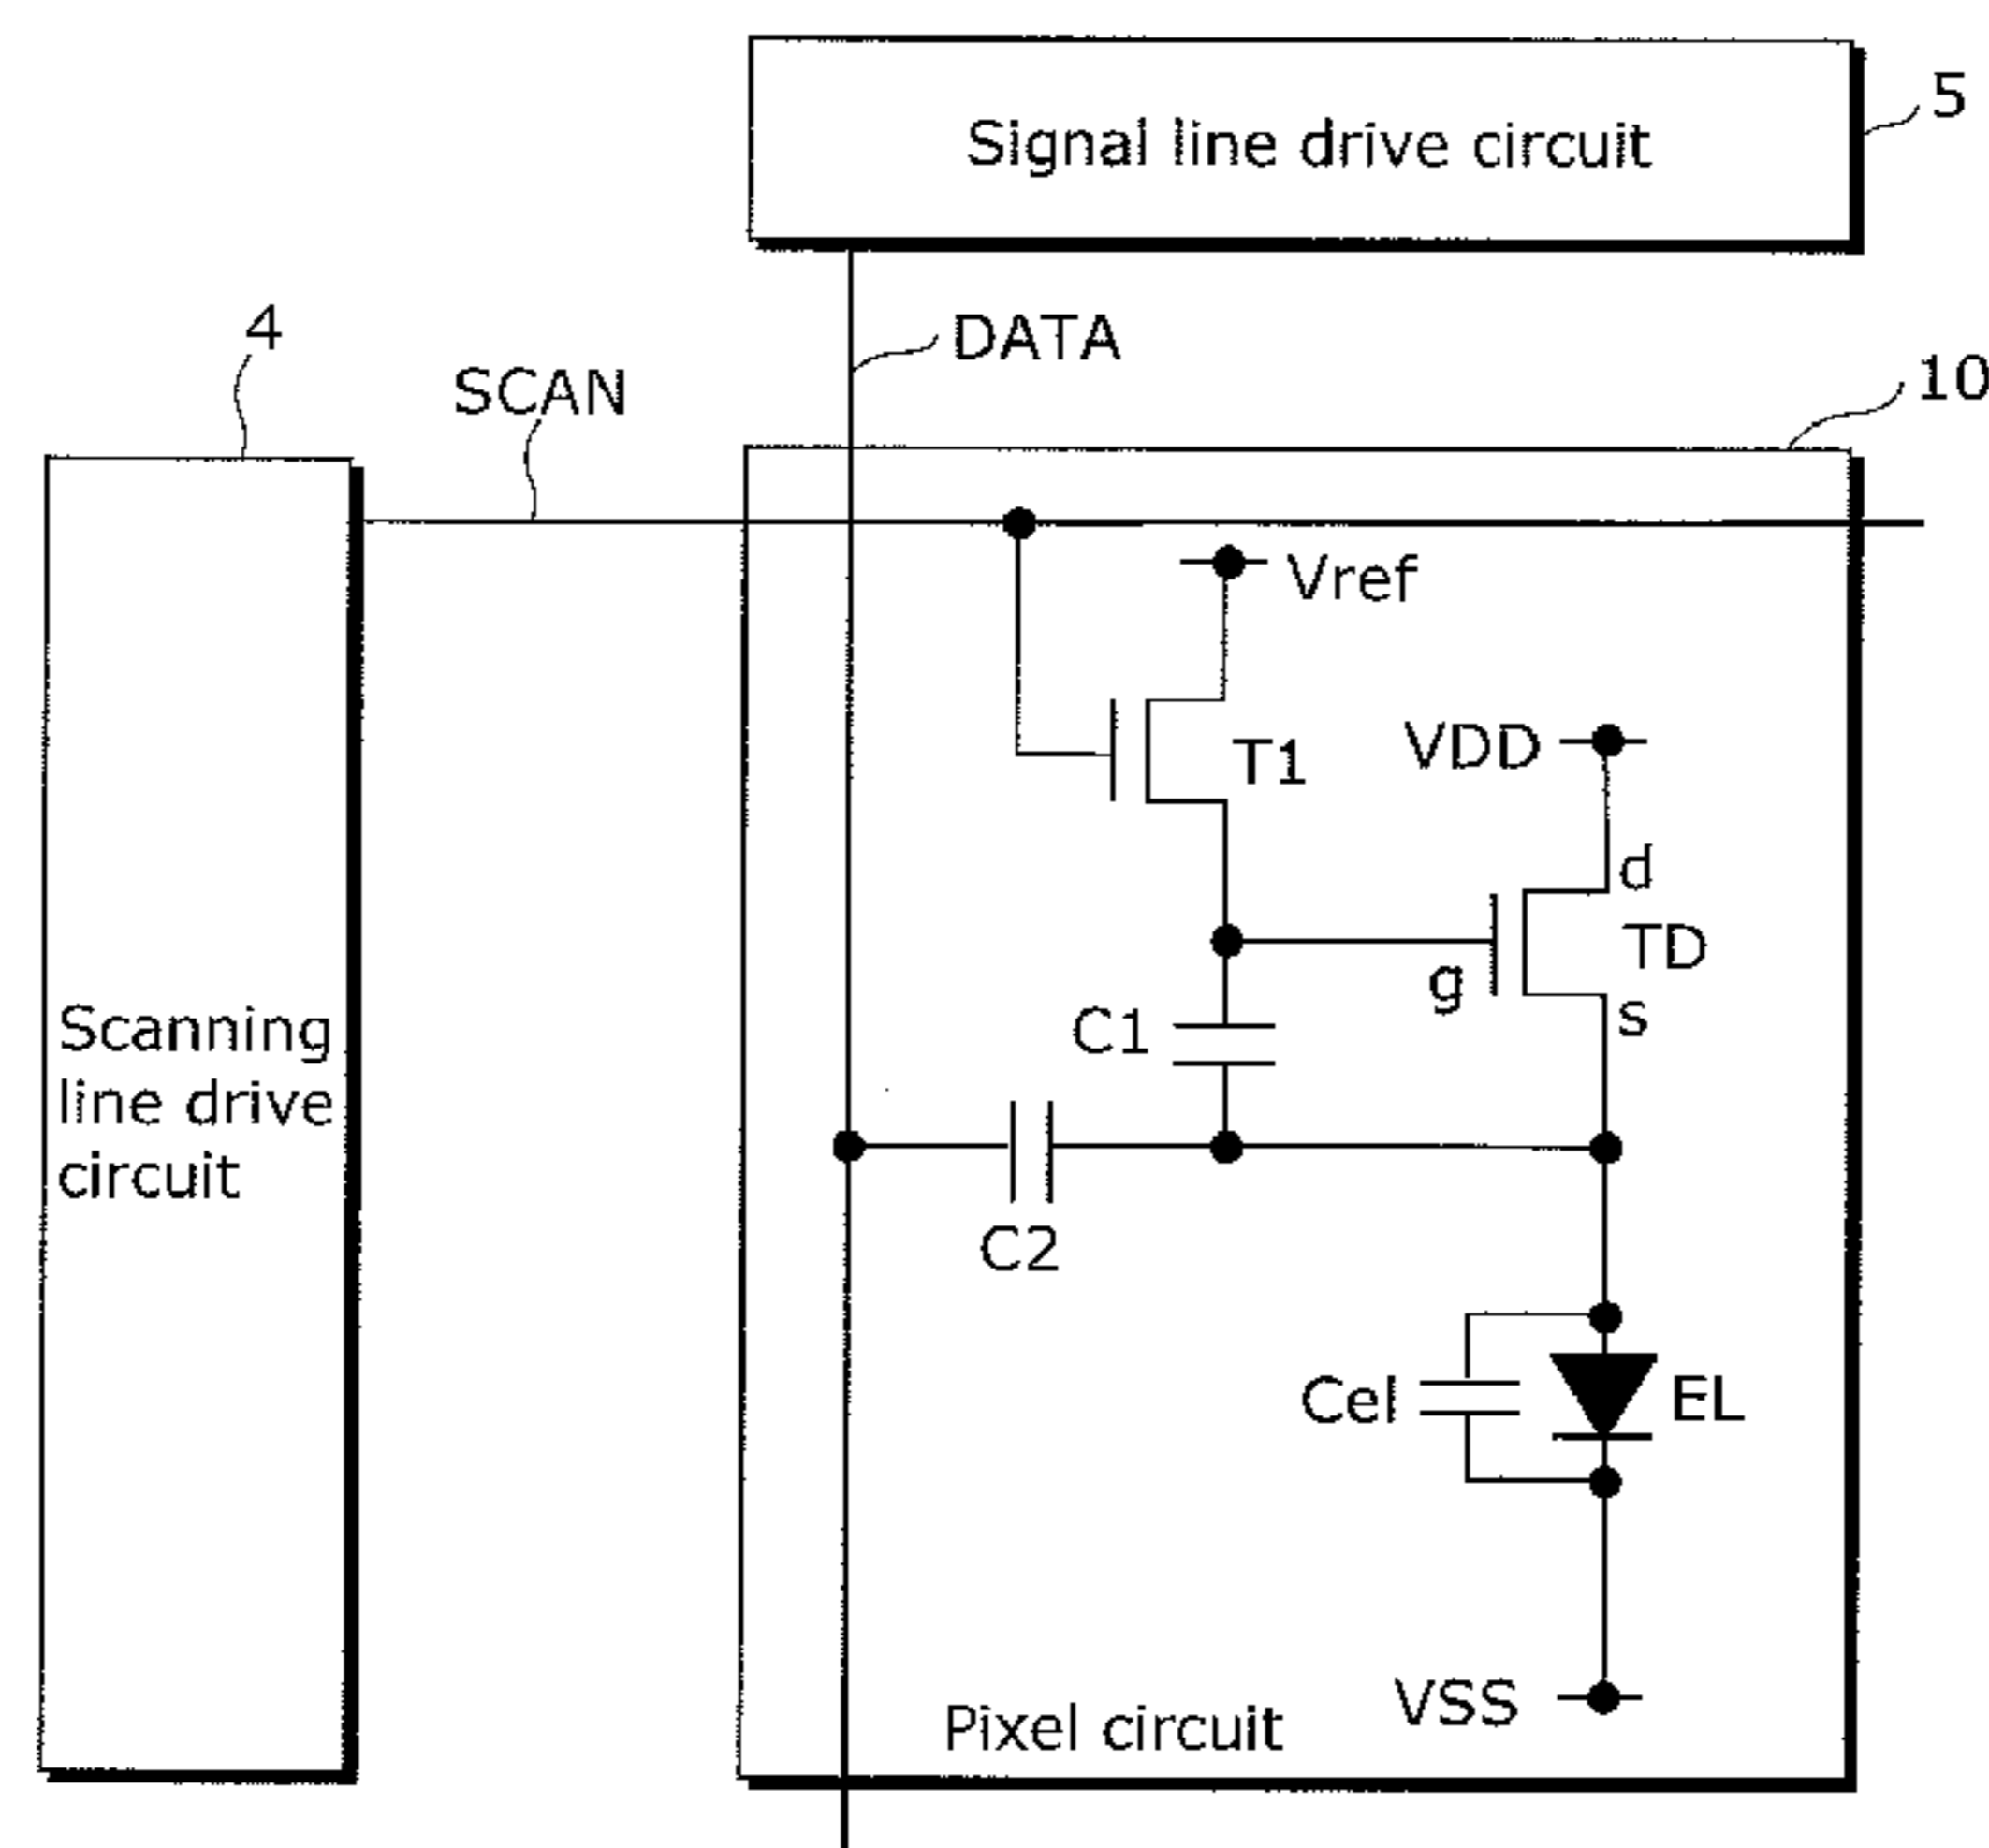 Signal line drive circuit
5
4
DATA
SCAN
10
Vref
T1
VDD
d
TD
g
s
C1
Scanning
line drive
circuit
C2
Cel
EL
VSS
Pixel circuit